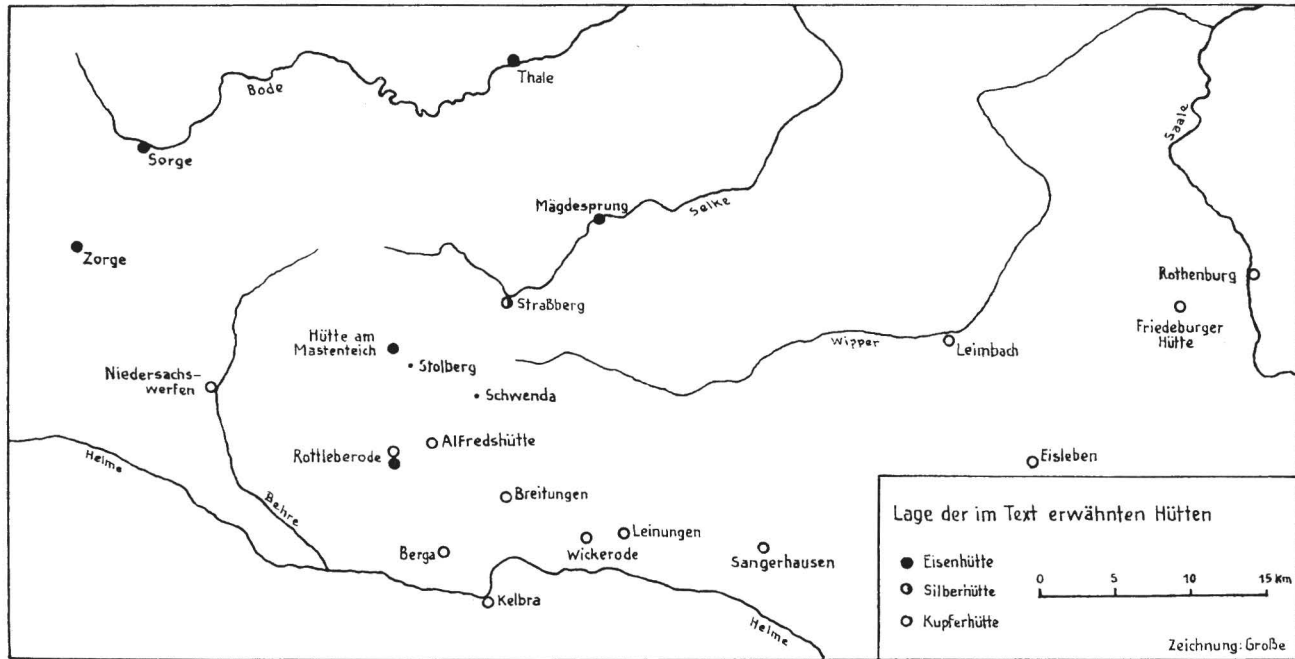 Thale
Bode
Sorge
Saale
Mägdesprung
Selke
Zorge
Rothenburg
Straßberg
Friedeburger
Hütte
Hütte am
Mastenteich
Wipper
Leimbach
Stolberg
Niedersachs-
werfen
Schwenda
Alfredshütte
Rottleberode
Helme
Eisleben
Behre
Breitungen
Leinungen
Wickerode
Berga
Sangerhausen
Kelbra
Helme
Lage der im Text erwähnten Hütten
Eisenhütte
Silberhütte
Kupferhütte
0 5 10 15 Km
Zeichnung: Große